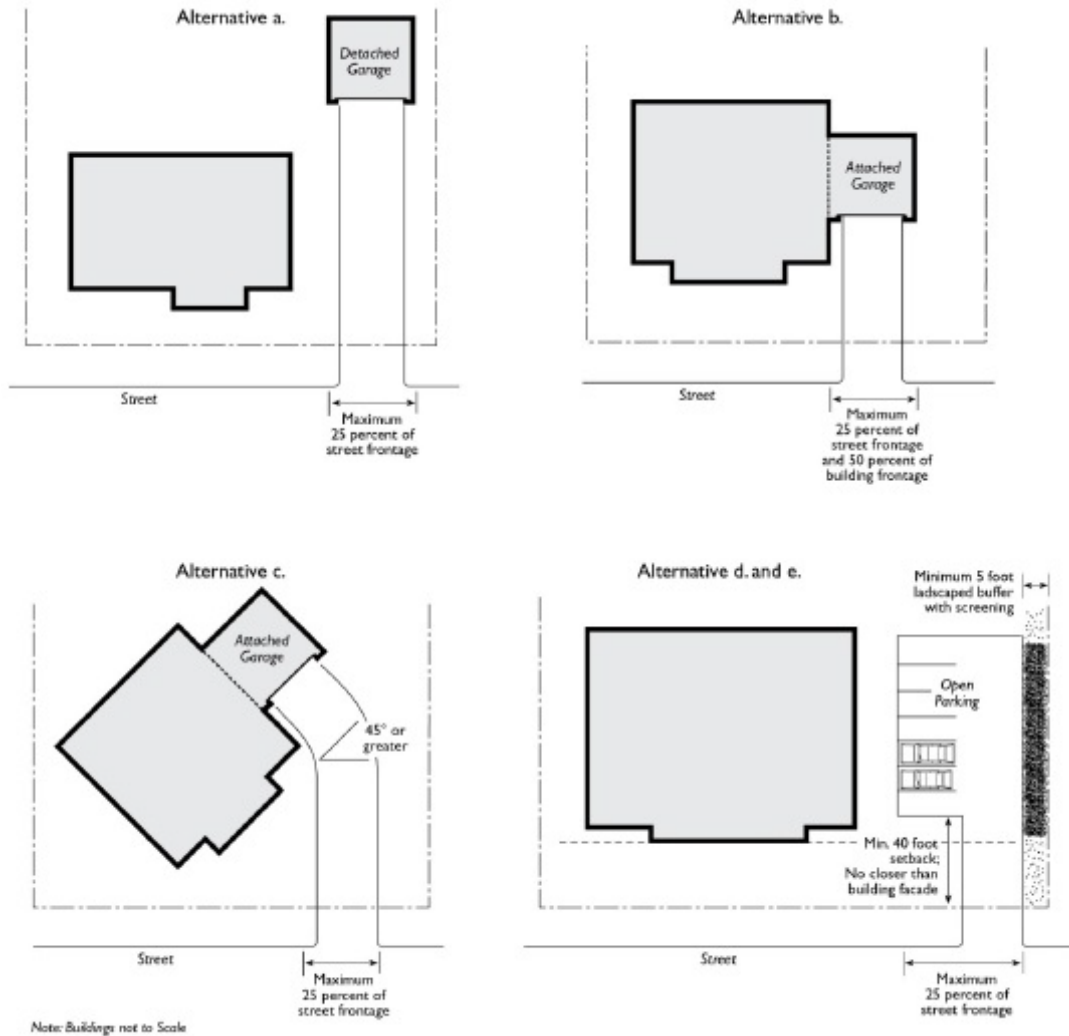 Alternative a.
Detached
Garage
Street
Maximum
25 percent of
street frontage
Alternative b.
Attached
Garage
Street
Maximum
25 percent of
street frontage
and 50 percent of
building frontage
Alternative c.
Attached
Garage
45° or
greater
Street
Maximum
25 percent of
street frontage
Alternative d. and e.
Minimum 5 foot
ladscaped buffer
with screening
Open
Parking
Min. 40 foot
setback;
No closer than
building facade
Street
Maximum
25 percent of
street frontage
Note: Buildings not to Scale